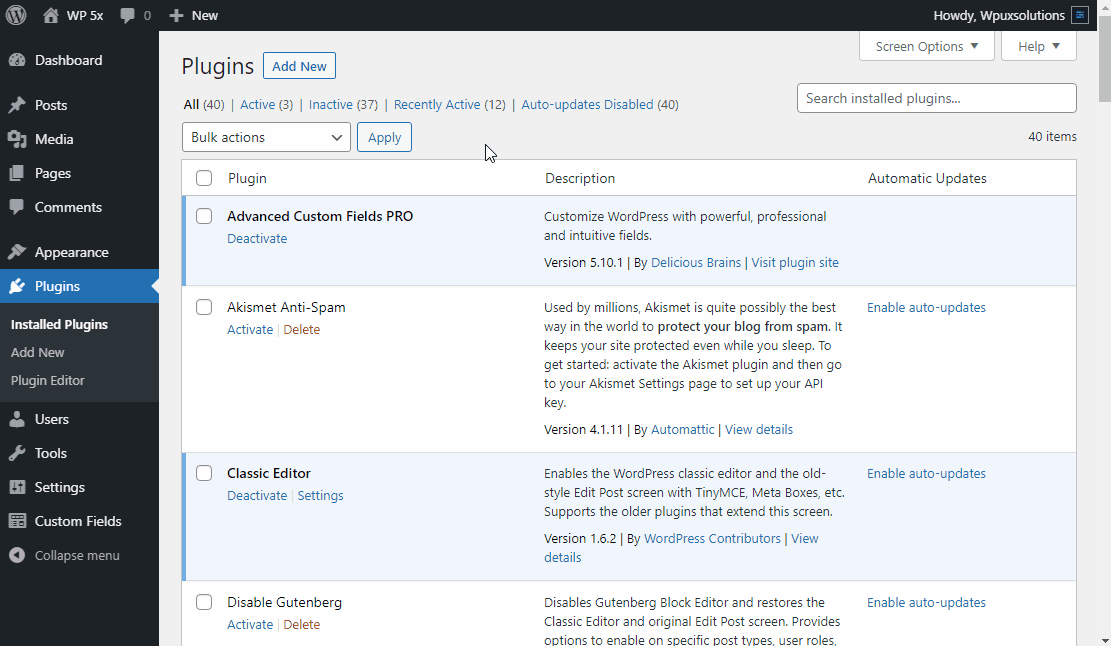 WP 5x 0 New Howdy, Wpuxsolutions
Screen Options Help
Dashboard
Posts
Media
Pages
Comments
Appearance
Plugins
Installed Plugins
Add New
Plugin Editor
Users
Tools
Settings
Custom Fields
Collapse menu
Plugins Add New
All (40) | Active (3) | Inactive (37) | Recently Active (12) | Auto-updates Disabled (40)
Search installed plugins...
Bulk actions Apply
40 items
Plugin Description Automatic Updates
Advanced Custom Fields PRO
Deactivate
Customize WordPress with powerful, professional
and intuitive fields.
Version 5.10.1 | By Delicious Brains | Visit plugin site
Akismet Anti-Spam
Activate | Delete
Used by millions, Akismet is quite possibly the best
way in the world to protect your blog from spam. It
keeps your site protected even while you sleep. To
get started: activate the Akismet plugin and then go
to your Akismet Settings page to set up your API
key.
Version 4.1.11 | By Automattic | View details
Enable auto-updates
Classic Editor
Deactivate | Settings
Enables the WordPress classic editor and the old-
style Edit Post screen with TinyMCE, Meta Boxes, etc.
Supports the older plugins that extend this screen.
Version 1.6.2 | By WordPress Contributors | View
details
Enable auto-updates
Disable Gutenberg
Activate | Delete
Disables Gutenberg Block Editor and restores the
Classic Editor and original Edit Post screen. Provides
options to enable on specific post types, user roles,
Enable auto-updates